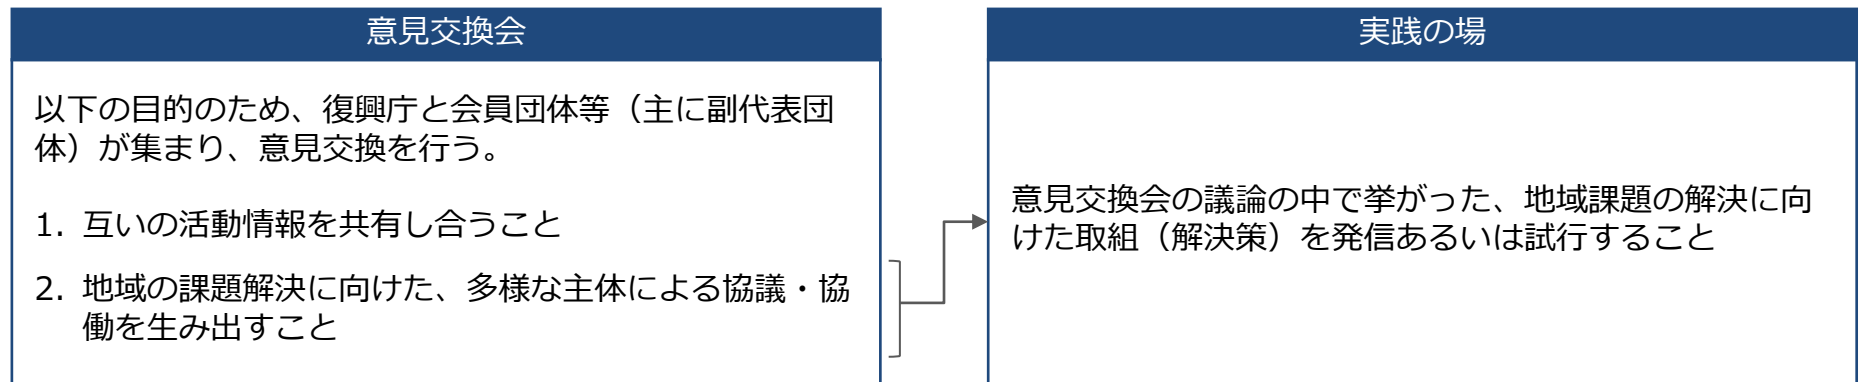 意見交換会
以下の目的のため、復興庁と会員団体等（主に副代表団
体）が集まり、意見交換を行う。
1. 互いの活動情報を共有し合うこと
2. 地域の課題解決に向けた、多様な主体による協議・協
働を生み出すこと
実践の場
意見交換会の議論の中で挙がった、地域課題の解決に向
けた取組（解決策）を発信あるいは試行すること